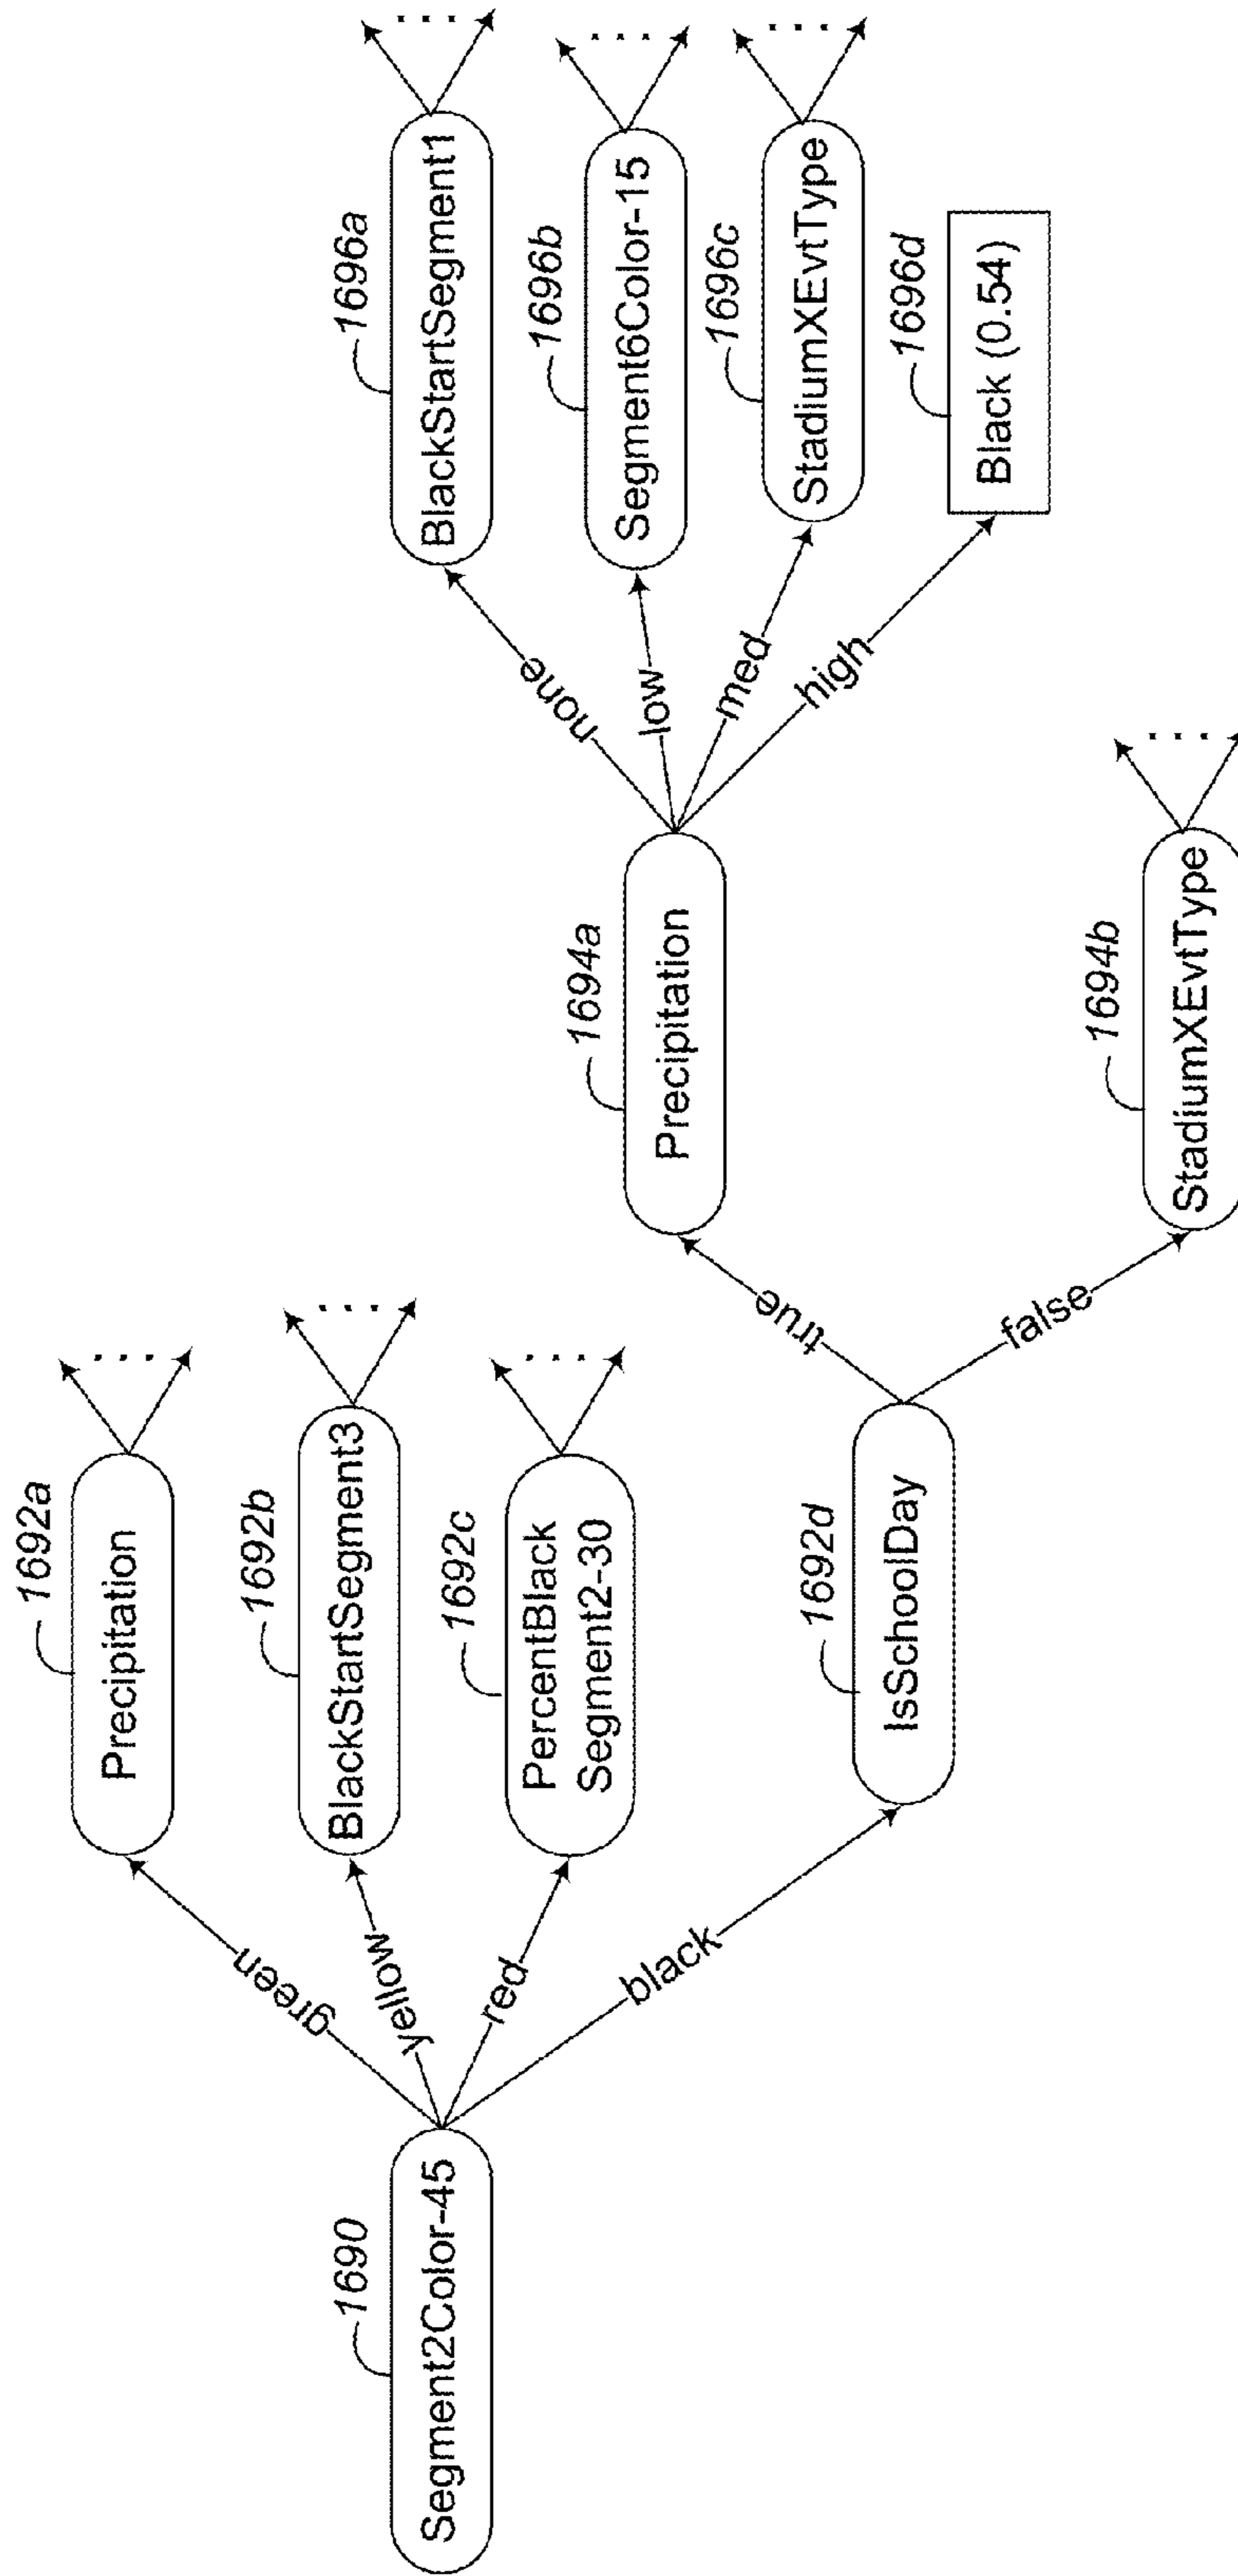 1690
Segment2Color-45
green
yellow
red
black
1692a
Precipitation
...
1692b
BlackStartSegment3
...
1692c
PercentBlack
Segment2-30
...
1692d
IsSchoolDay
true
false
1694a
Precipitation
none
low
med
high
1694b
StadiumXEvtType
...
1696a
BlackStartSegment1
...
1696b
Segment6Color-15
...
1696c
StadiumXEvtType
...
1696d
Black (0.54)